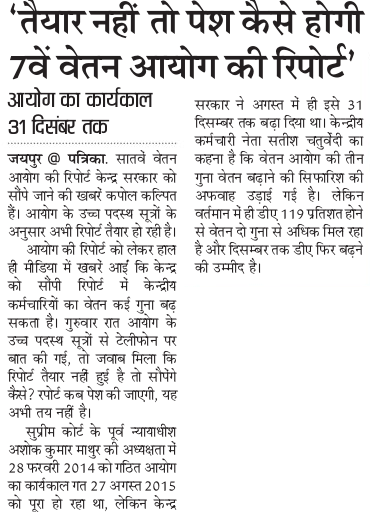 ‘तैयार नहीं तो पेश कैसे होगी
7वें वेतन आयोग की रिपोर्ट’
आयोग का कार्यकाल
31 दिसंबर तक
जयपुर @ पत्रिका. सातवें वेतन
आयोग की रिपोर्ट केन्द्र सरकार को
सौंपे जाने की खबरें कपोल कल्पित
हैं। आयोग के उच्च पदस्थ सूत्रों के
अनुसार अभी रिपोर्ट तैयार हो रही है।
आयोग की रिपोर्ट को लेकर हाल
ही मीडिया में खबरें आईं कि केन्द्र
को सौंपी रिपोर्ट में केन्द्रीय
कर्मचारियों का वेतन कई गुना बढ़
सकता है। गुरुवार रात आयोग के
उच्च पदस्थ सूत्रों से टेलीफोन पर
बात की गई, तो जवाब मिला कि
रिपोर्ट तैयार नहीं हुई है तो सौपेंगे
कैसे? रपोर्ट कब पेश की जाएगी, यह
अभी तय नहीं है।
सुप्रीम कोर्ट के पूर्व न्यायाधीश
अशोक कुमार माथुर की अध्यक्षता में
28 फरवरी 2014 को गठित आयोग
का कार्यकाल गत 27 अगस्त 2015
को पूरा हो रहा था, लेकिन केन्द्र
सरकार ने अगस्त में ही इसे 31
दिसम्बर तक बढ़ा दिया था। केन्द्रीय
कर्मचारी नेता सतीश चतुर्वेदी का
कहना है कि वेतन आयोग की तीन
गुना वेतन बढ़ाने की सिफारिश की
अफवाह उड़ाई गई है। लेकिन
वर्तमान में ही डीए 119 प्रतिशत होने
से वेतन दो गुना से अधिक मिल रहा
है और दिसम्बर तक डीए फिर बढ़ने
की उम्मीद है।